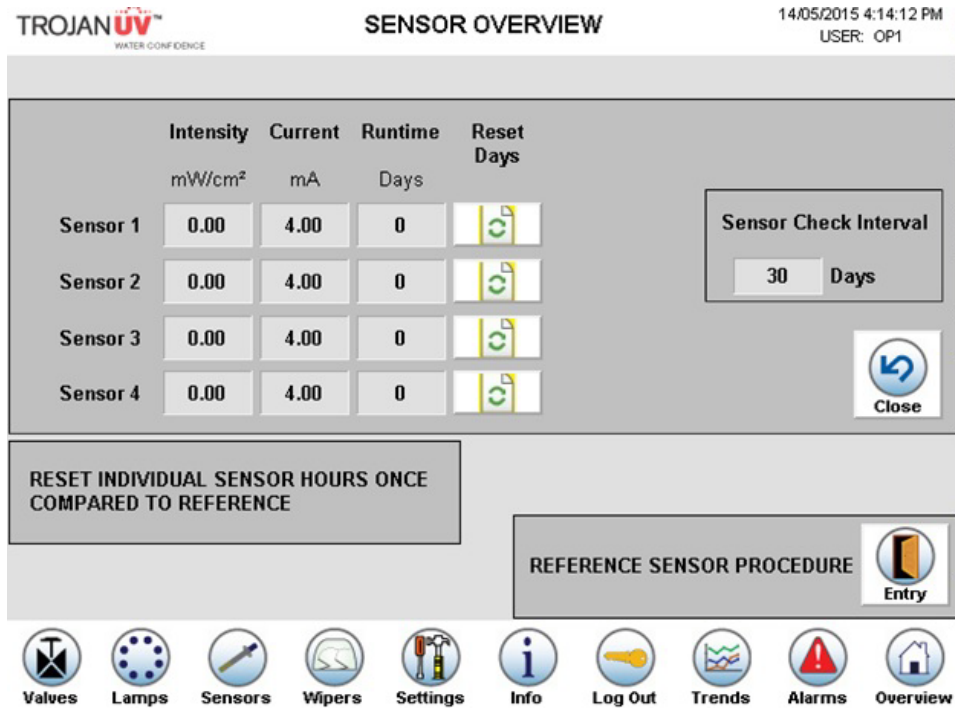 TROJANUV™
WATER CONFIDENCE
SENSOR OVERVIEW
14/05/2015 4:14:12 PM
USER: OP1
Intensity Current Runtime Reset
Days
mW/cm² mA Days
Sensor 1 0.00 4.00 0
Sensor 2 0.00 4.00 0
Sensor 3 0.00 4.00 0
Sensor 4 0.00 4.00 0
Sensor Check Interval
30 Days
Close
RESET INDIVIDUAL SENSOR HOURS ONCE
COMPARED TO REFERENCE
REFERENCE SENSOR PROCEDURE
Entry
Valves Lamps Sensors Wipers Settings Info Log Out Trends Alarms Overview